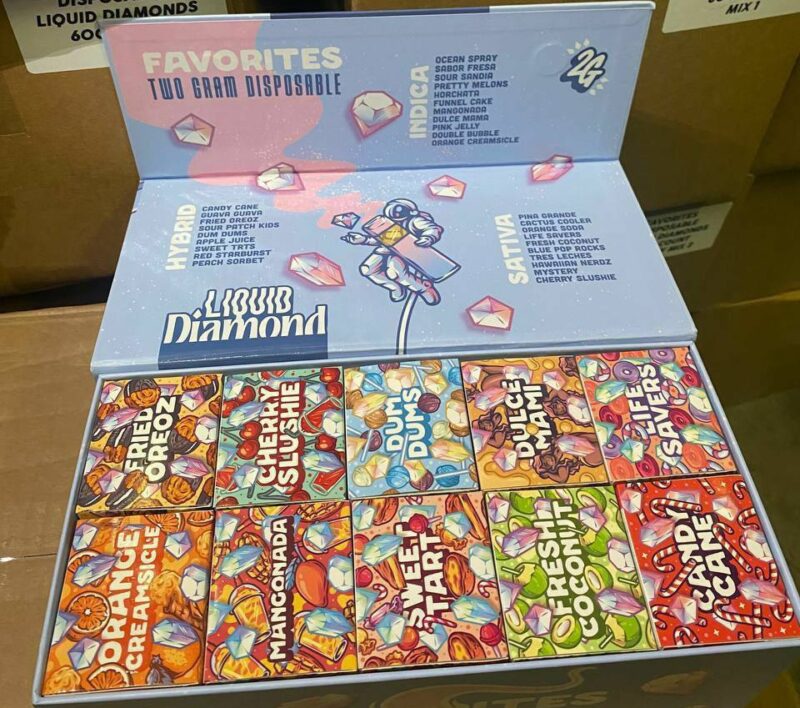 LIQUID DIAMONDS
MIX 1
FAVORITES
TWO GRAM DISPOSABLE
2G
INDICA
OCEAN SPRAY
SABOR FRESA
SOUR SANDIA
PRETTY MELONS
HORCHATA
FUNNEL CAKE
MANGONADA
DULCE MAMA
PINK JELLY
DOUBLE BUBBLE
ORANGE CREAMSICLE
HYBRID
CANDY CANE
GUAVA GUAVA
FRIED OREOZ
SOUR PATCH KIDS
DUM DUMS
APPLE JUICE
SWEET TRTS
RED STARBURST
PEACH SORBET
SATIVA
PINA GRANDE
CACTUS COOLER
ORANGE SODA
LIFE SAVERS
FRESH COCONUT
BLUE POP ROCKS
TRES LECHES
HAWAIIAN NERDZ
MYSTERY
CHERRY SLUSHIE
LIQUID
Diamond
FRIED
OREOZ
CHERRY
SLUSHIE
DUM
DUMS
DULCE
MAMI
LIFE
SAVERS
ORANGE
CREAMSICLE
MANGONADA
SWEET
TART
FRESH
COCONUT
CANDY
CANE